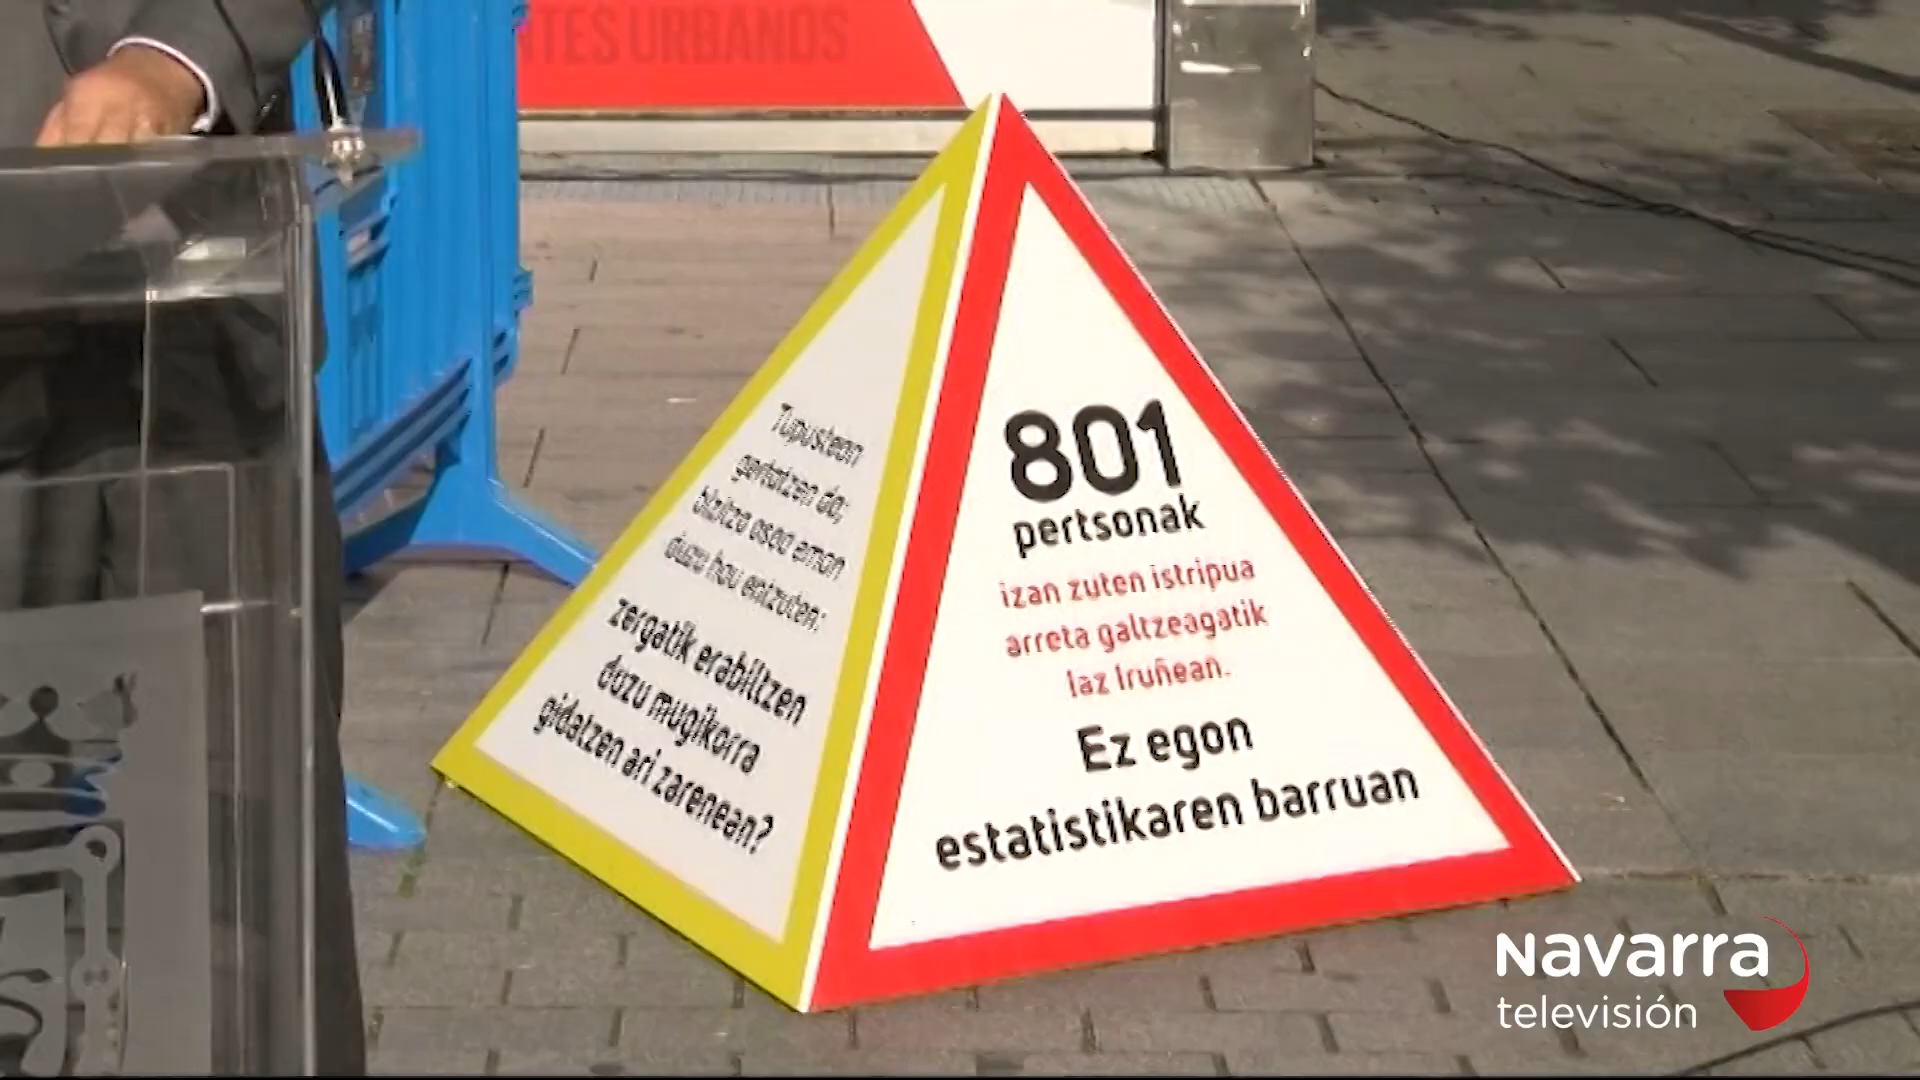 NTES URBANOS
Tupustean
gertatzen da;
bizitza osoa eman
duzu hau entzuten:
zergatik erabiltzen
duzu mugikorra
gidatzen ari zarenean?
801
pertsonak
izan zuten istripua
arreta galtzeagatik
Iaz Iruñean.
Ez egon
estatistikaren barruan
Navarra
televisión